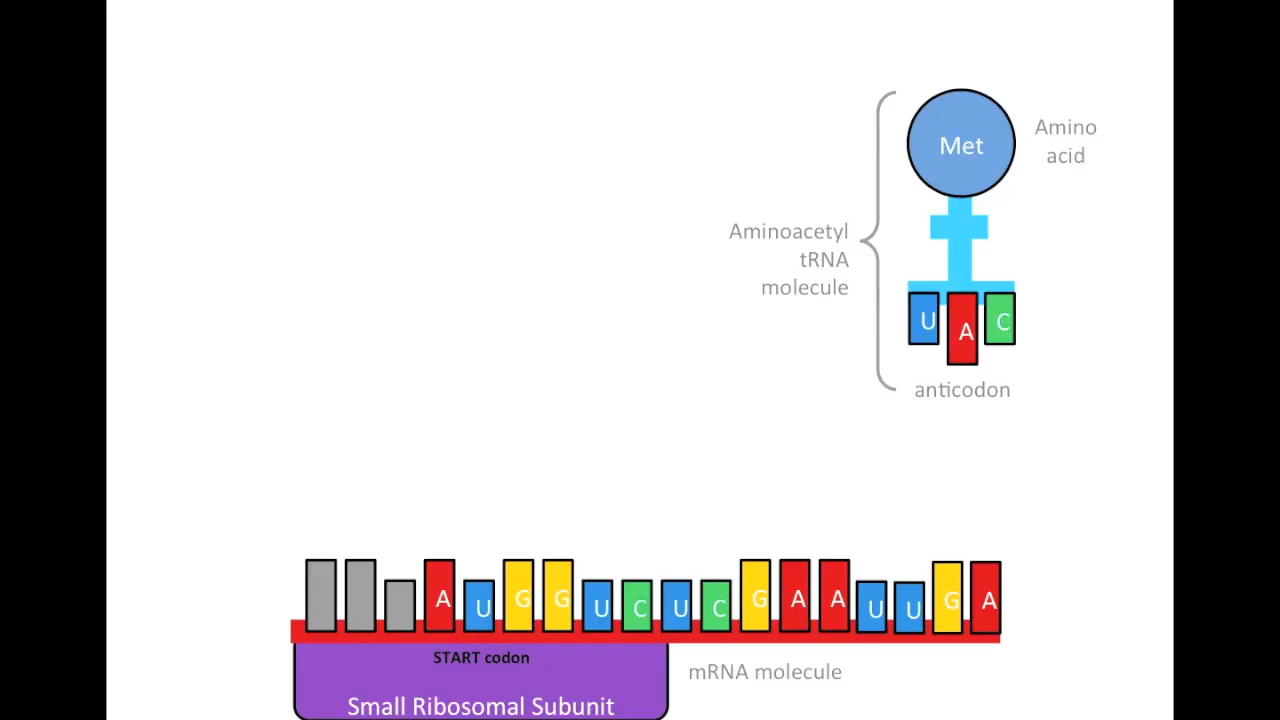 Met
Amino
acid
Aminoacetyl
tRNA
molecule
U A C
anticodon
A U G G U C U C G A A U U G A
START codon
mRNA molecule
Small Ribosomal Subunit